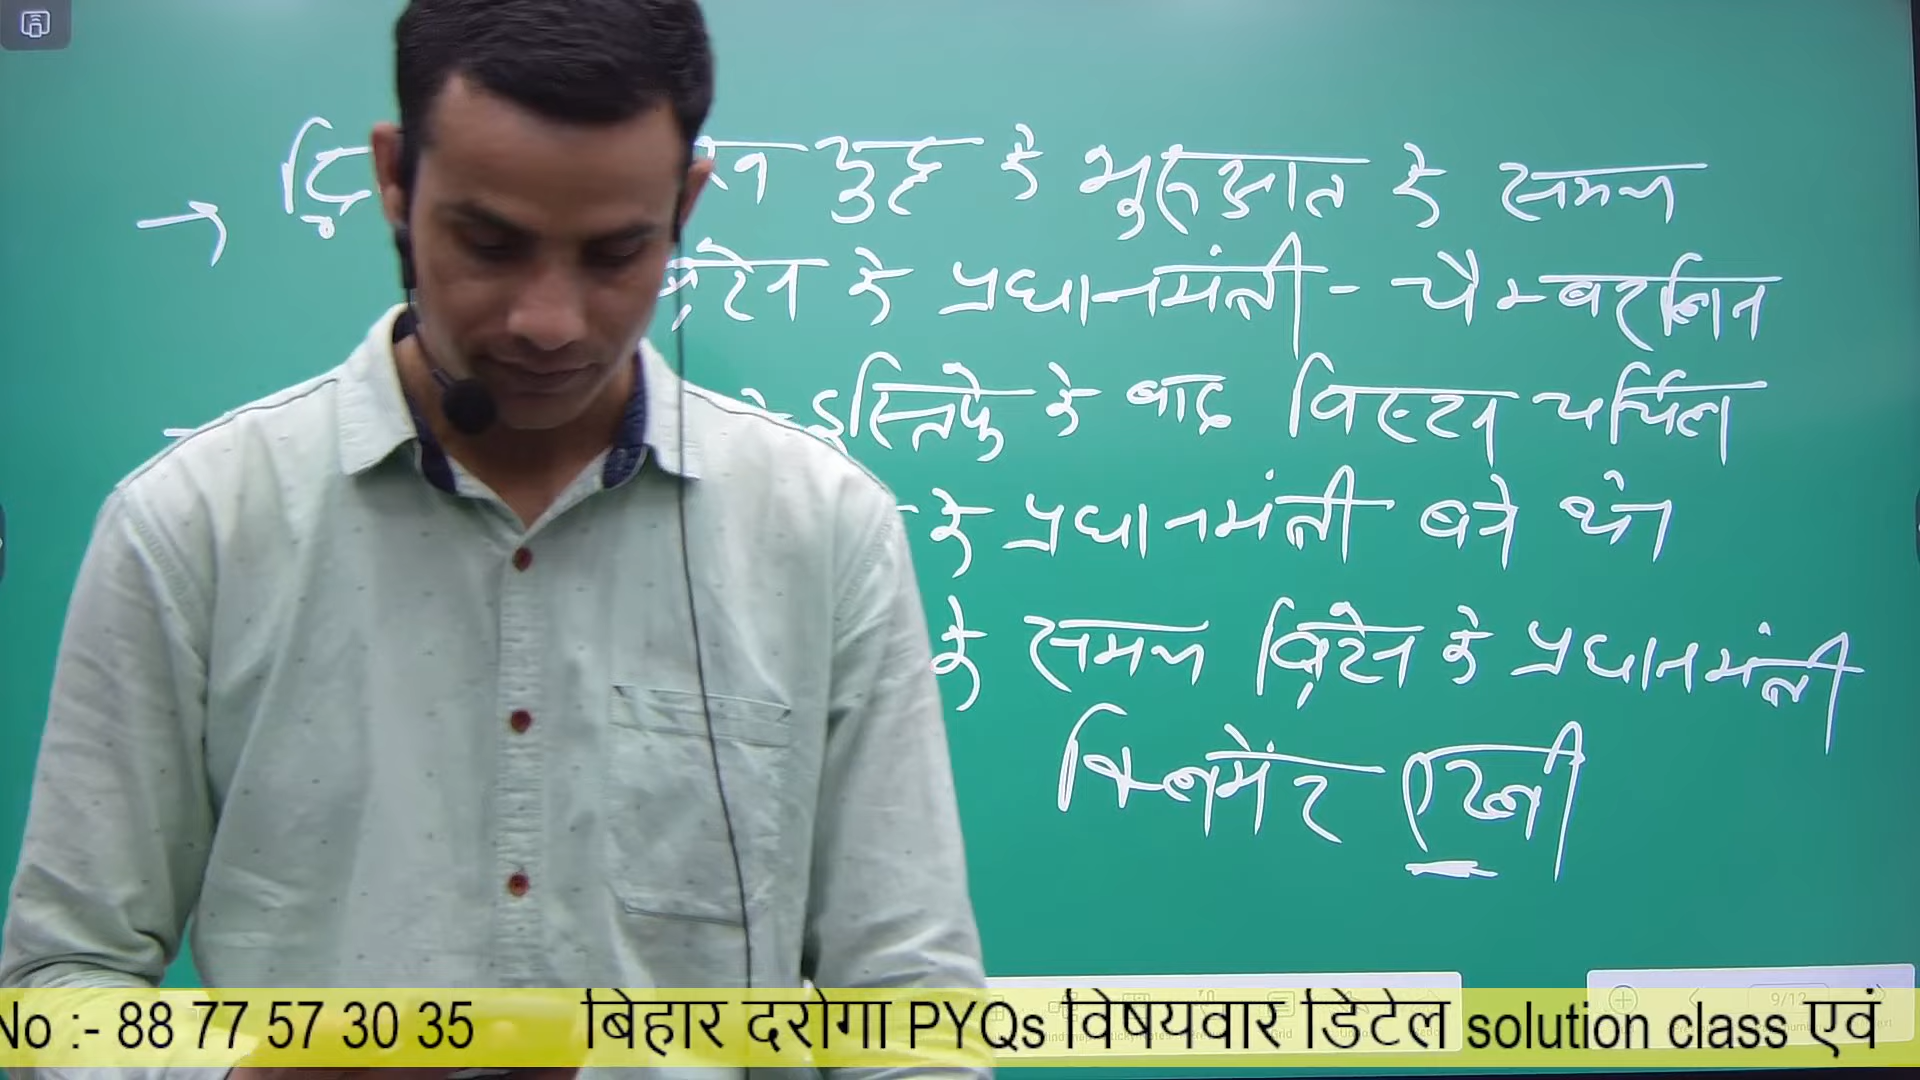 युद्ध के शुरुआत के समय
के प्रधानमंत्री - चैम्बरलिन
इस्तिफे के बाद विंस्टन चर्चिल
के प्रधानमंत्री बने थे।
के समय ब्रिटेन के प्रधानमंत्री
क्लिमेंट एटली
No :- 88 77 57 30 35 बिहार दरोगा PYQs विषयवार डिटेल solution class एवं